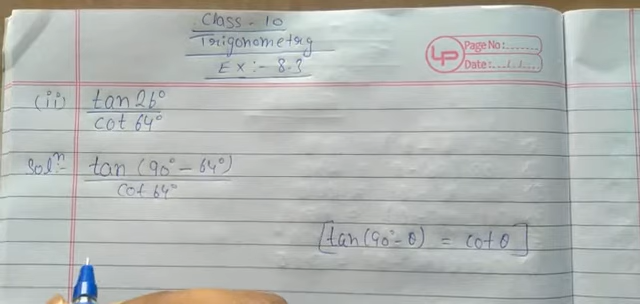 Class - 10
Trigonometry
Ex :- 8.3
LP Page No:.......
Date:.../.../...
(ii) tan 26°
cot 64°
Solⁿ:- tan (90° - 64°)
cot 64°
[tan(90° - θ) = cot θ]